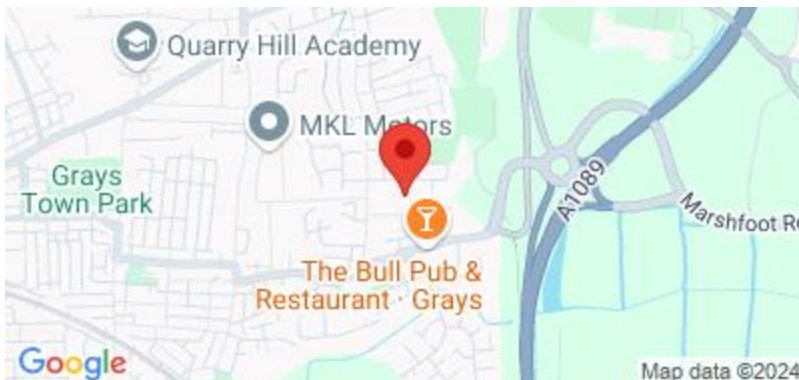 Quarry Hill Academy
MKL Motors
Grays
Town Park
A1089
Marshfoot R
The Bull Pub &
Restaurant · Grays
Google
Map data ©2024